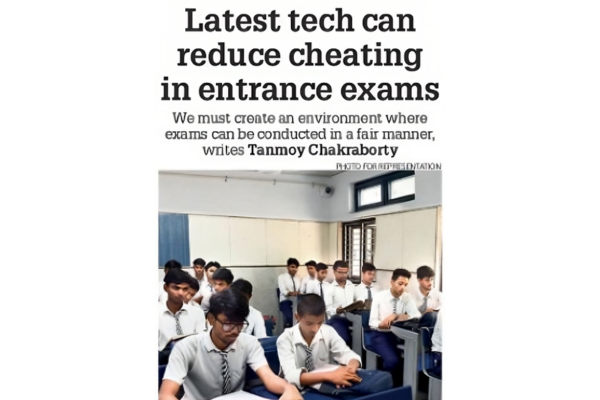 Latest tech can
reduce cheating
in entrance exams
We must create an environment where
exams can be conducted in a fair manner,
writes Tanmoy Chakraborty
PHOTO FOR REPRESENTATION